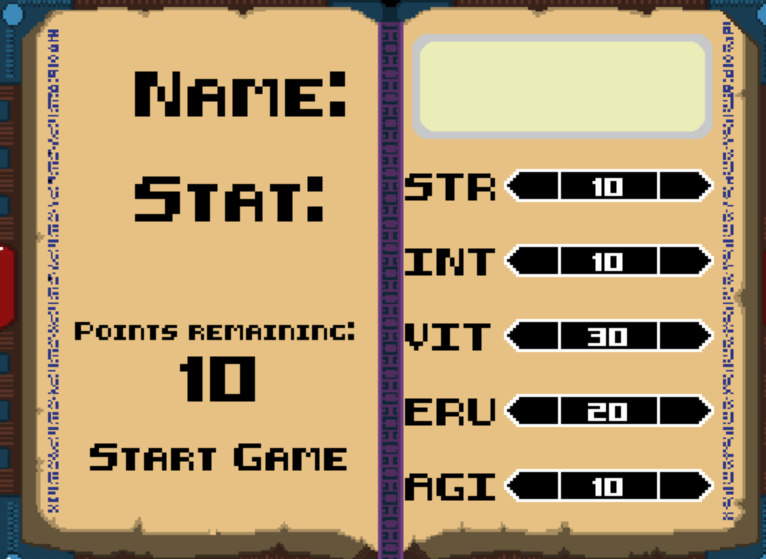 Name:
Stat:
Points remaining:
10
Start Game
STR 10
INT 10
VIT 30
ERU 20
AGI 10